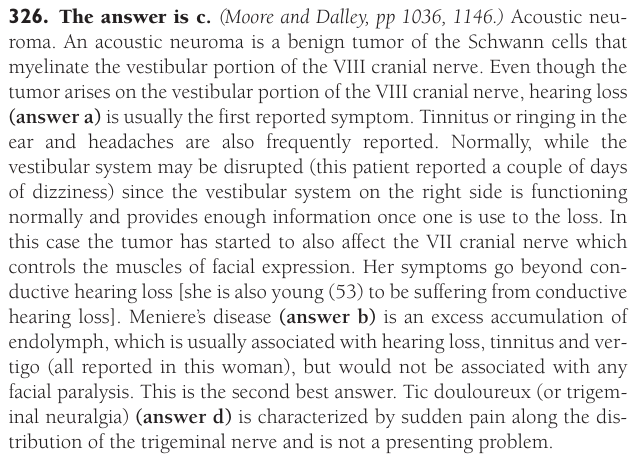 326. The answer is c. (Moore and Dalley, pp 1036, 1146.) Acoustic neu-
roma. An acoustic neuroma is a benign tumor of the Schwann cells that
myelinate the vestibular portion of the VIII cranial nerve. Even though the
tumor arises on the vestibular portion of the VIII cranial nerve, hearing loss
(answer a) is usually the first reported symptom. Tinnitus or ringing in the
ear and headaches are also frequently reported. Normally, while the
vestibular system may be disrupted (this patient reported a couple of days
of dizziness) since the vestibular system on the right side is functioning
normally and provides enough information once one is use to the loss. In
this case the tumor has started to also affect the VII cranial nerve which
controls the muscles of facial expression. Her symptoms go beyond con-
ductive hearing loss [she is also young (53) to be suffering from conductive
hearing loss]. Meniere's disease (answer b) is an excess accumulation of
endolymph, which is usually associated with hearing loss, tinnitus and ver-
tigo (all reported in this woman), but would not be associated with any
facial paralysis. This is the second best answer. Tic douloureux (or trigem-
inal neuralgia) (answer d) is characterized by sudden pain along the dis-
tribution of the trigeminal nerve and is not a presenting problem.